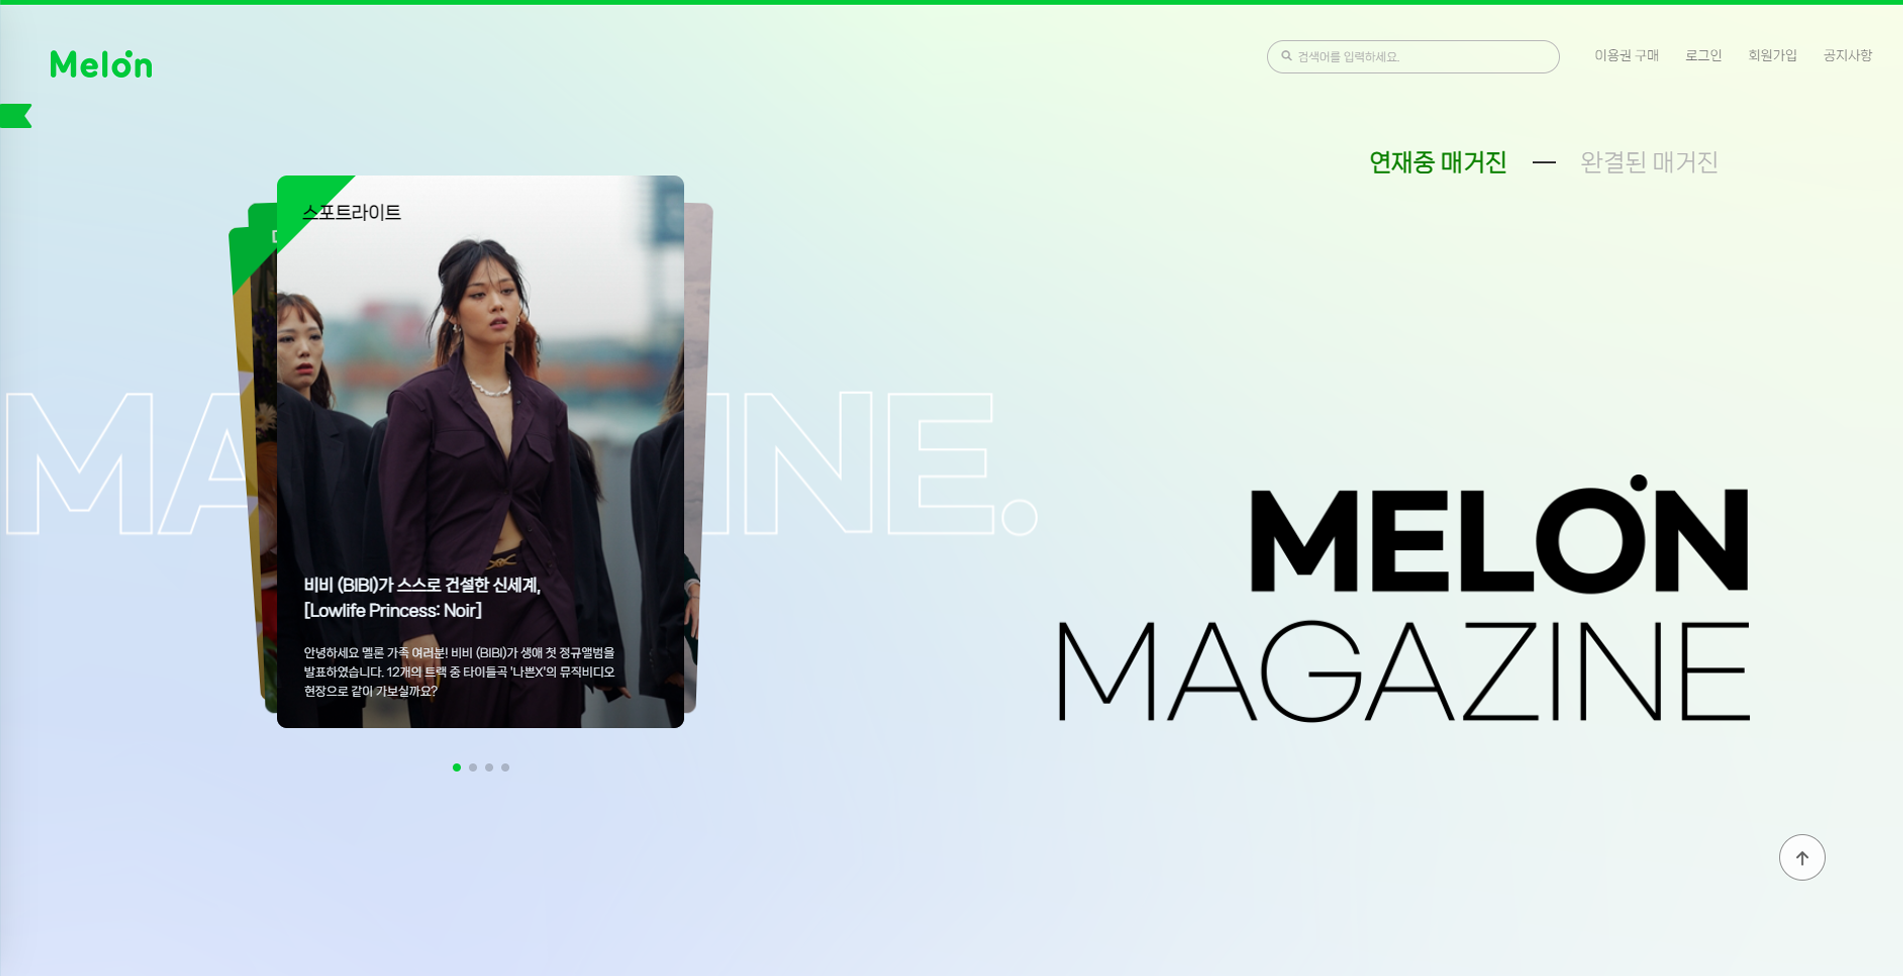 Melon
검색어를 입력하세요.
이용권 구매
로그인
회원가입
공지사항
연재중 매거진 — 완결된 매거진
스포트라이트
MA INE.
비비 (BIBI)가 스스로 건설한 신세계,
[Lowlife Princess: Noir]
안녕하세요 멜론 가족 여러분! 비비 (BIBI)가 생애 첫 정규앨범을
발표하였습니다. 12개의 트랙 중 타이틀곡 '나쁜X'의 뮤직비디오
현장으로 같이 가보실까요?
MELON
MAGAZINE